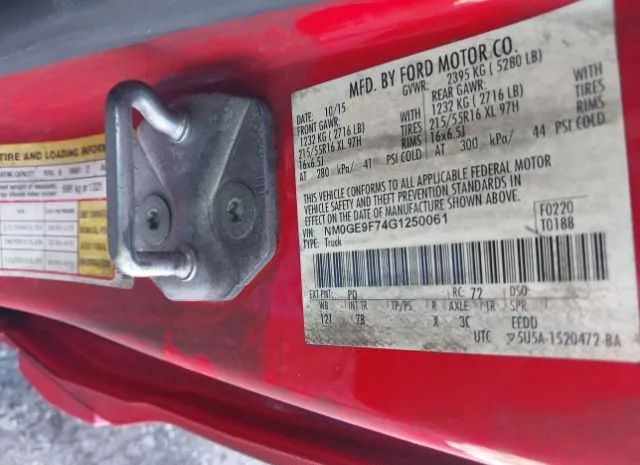 MFD. BY FORD MOTOR CO.
DATE: 10/15
GVWR: 2395 KG ( 5280 LB)
FRONT GAWR:
REAR GAWR:
1232 KG ( 2716 LB)
1232 KG ( 2716 LB)
WITH
WITH
215/55R16 XL 97H
TIRES
215/55R16 XL 97H
TIRES
16x6.5J
RIMS
16x6.5J
RIMS
AT 280 kPa/ 41 PSI COLD
AT 300 kPa/ 44 PSI COLD
THIS VEHICLE CONFORMS TO ALL APPLICABLE FEDERAL MOTOR
VEHICLE SAFETY AND THEFT PREVENTION STANDARDS IN
EFFECT ON THE DATE OF MANUFACTURE SHOWN ABOVE.
VIN: NM0GE9F74G1250061
TYPE: Truck
F0220
T0188
EXT PNT: PQ
RC: 72
DSO:
WB
INT TR
TP/PS
R
AXLE
TR
SPR
121
7B
X
3C
EEDD
UTC
5U5A-1520472-BA
TIRE AND LOADING INFORM